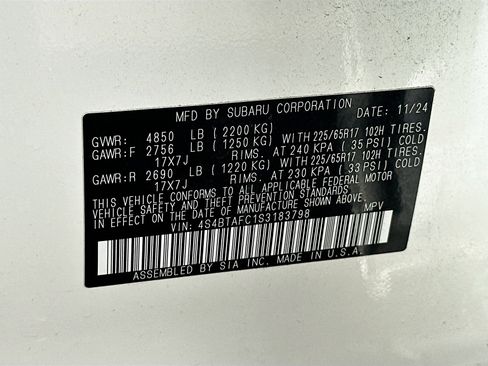 MFD BY SUBARU CORPORATION DATE: 11/24
GVWR: 4850 LB (2200 KG)
GAWR:F 2756 LB (1250 KG) WITH 225/65R17 102H TIRES.
17X7J RIMS. AT 240 KPA (35 PSI) COLD
GAWR:R 2690 LB (1220 KG) WITH 225/65R17 102H TIRES.
17X7J RIMS. AT 230 KPA (33 PSI) COLD
THIS VEHICLE CONFORMS TO ALL APPLICABLE FEDERAL MOTOR
VEHICLE SAFETY AND THEFT PREVENTION STANDARDS IN EFFECT
ON THE DATE OF MANUFACTURE SHOWN ABOVE.
VIN: 4S4BTAFC1S3183798 MPV
ASSEMBLED BY SIA INC. MADE IN U.S.A.